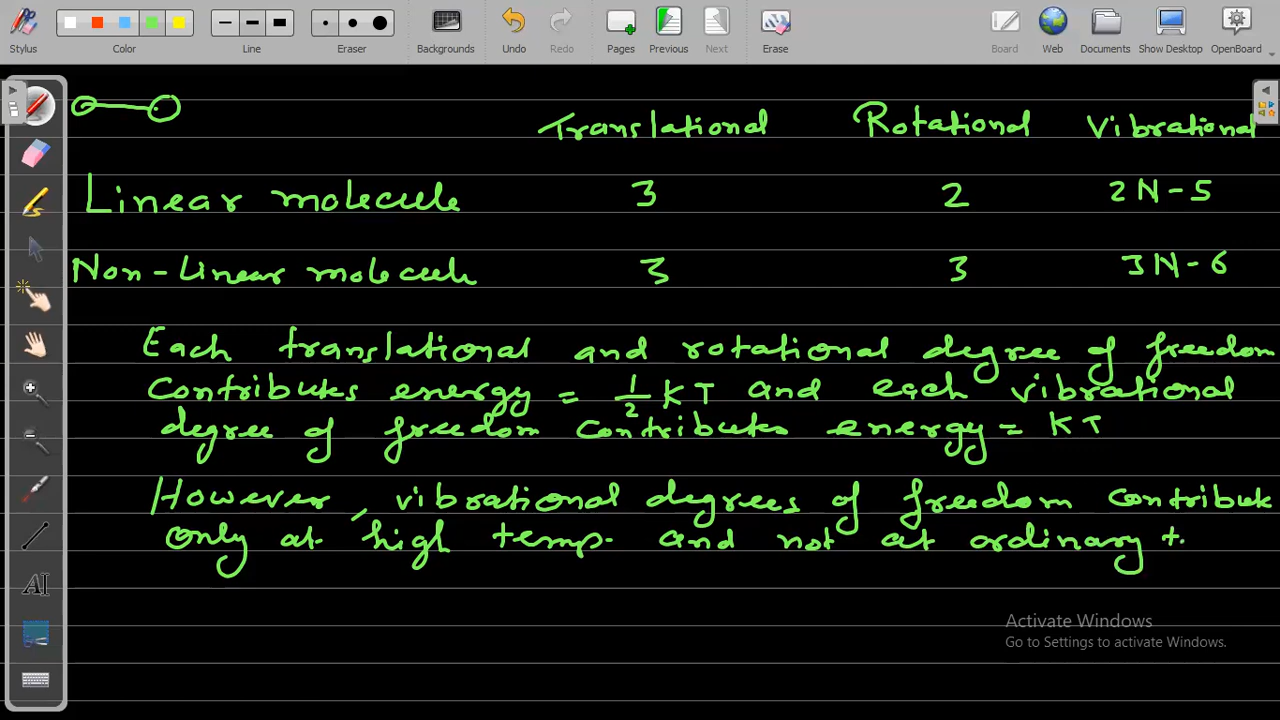 Stylus Color Line Eraser Backgrounds Undo Redo Pages Previous Next Erase Board Web Documents Show Desktop OpenBoard
Translational Rotational Vibrational
Linear molecule 3 2 2N-5
Non-Linear molecule 3 3 3N-6
Each translational and rotational degree of freedom
Contributes energy = 1/2 KT and each vibrational
degree of freedom contributes energy = KT
However, vibrational degrees of freedom contribute
only at high temp. and not at ordinary t.
Activate Windows
Go to Settings to activate Windows.